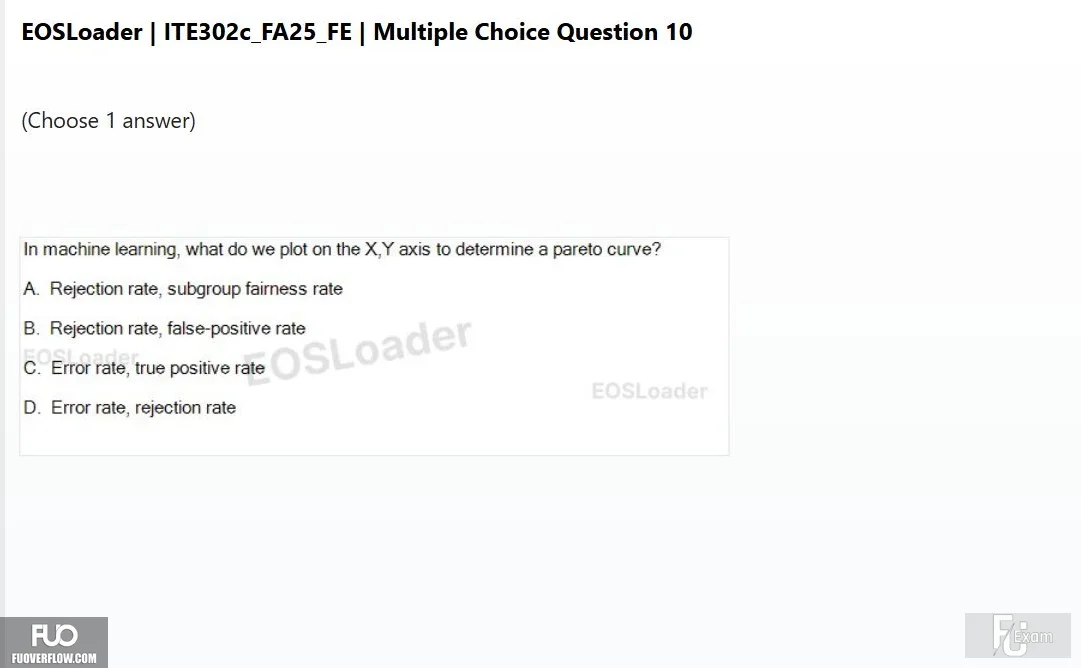 EOSLoader | ITE302c_FA25_FE | Multiple Choice Question 10
(Choose 1 answer)
In machine learning, what do we plot on the X,Y axis to determine a pareto curve?
A. Rejection rate, subgroup fairness rate
B. Rejection rate, false-positive rate
EOSLoader
EOSLoader
C. Error rate, true positive rate
EOSLoader
D. Error rate, rejection rate
FUO
FUOVERFLOW.COM
Exam